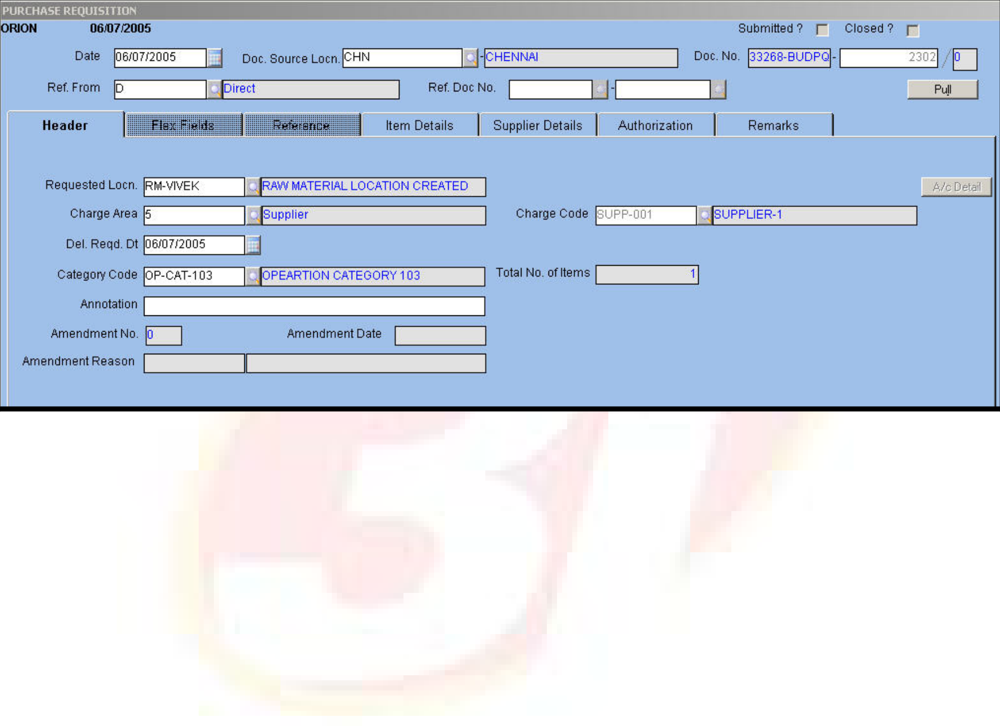 PURCHASE REQUISITION
ORION 06/07/2005 Submitted ? Closed ?
Date 06/07/2005 Doc. Source Locn. CHN -CHENNAI Doc. No. 33268-BUDPQ - 2302 / 0
Ref. From D Direct Ref. Doc No. - Pull
Header Flex Fields Reference Item Details Supplier Details Authorization Remarks
Requested Locn. RM-VIVEK RAW MATERIAL LOCATION CREATED A/c Detail
Charge Area 5 Supplier Charge Code SUPP-001 SUPPLIER-1
Del. Reqd. Dt 06/07/2005
Category Code OP-CAT-103 OPEARTION CATEGORY 103 Total No. of Items 1
Annotation
Amendment No. 0 Amendment Date
Amendment Reason